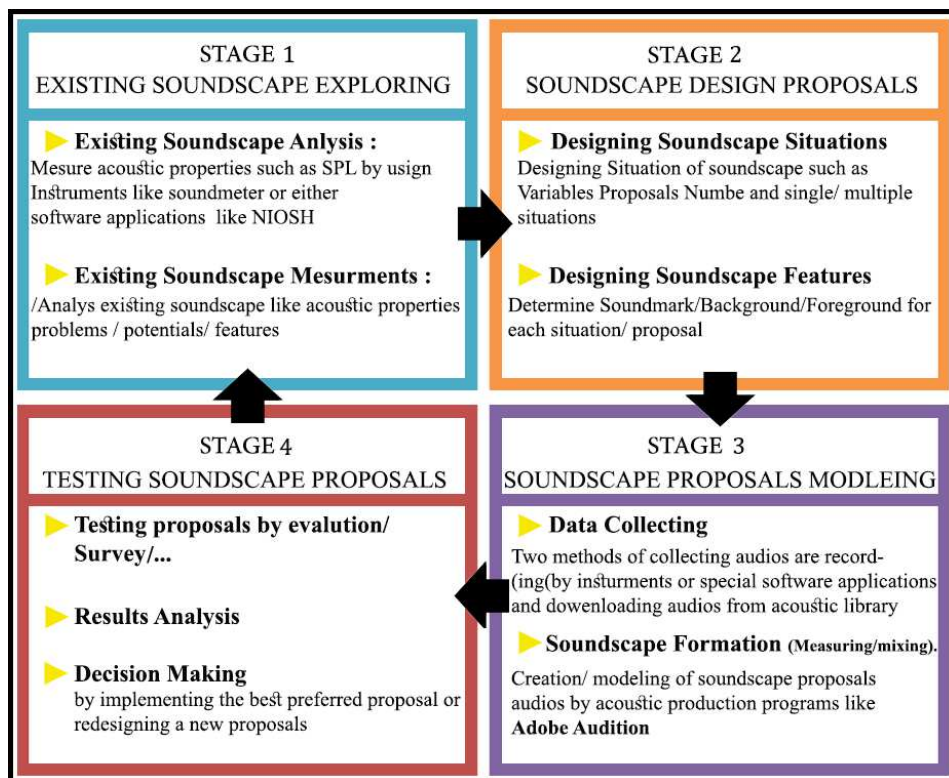 STAGE 1
EXISTING SOUNDSCAPE EXPLORING
Existing Soundscape Anlysis :
Mesure acoustic properties such as SPL by usign
Instruments like soundmeter or either
software applications like NIOSH
Existing Soundscape Mesurments :
/Analys existing soundscape like acoustic properties
problems / potentials/ features
STAGE 2
SOUNDSCAPE DESIGN PROPOSALS
Designing Soundscape Situations
Designing Situation of soundscape such as
Variables Proposals Numbe and single/ multiple
situations
Designing Soundscape Features
Determine Soundmark/Background/Foreground for
each situation/ proposal
STAGE 3
SOUNDSCAPE PROPOSALS MODLEING
Data Collecting
Two methods of collecting audios are record-
(ing(by insturments or special software applications
and dowenloading audios from acoustic library
Soundscape Formation (Measuring/mixing).
Creation/ modeling of soundscape proposals
audios by acoustic production programs like
Adobe Audition
STAGE 4
TESTING SOUNDSCAPE PROPOSALS
Testing proposals by evalution/
Survey/...
Results Analysis
Decision Making
by implementing the best preferred proposal or
redesigning a new proposals